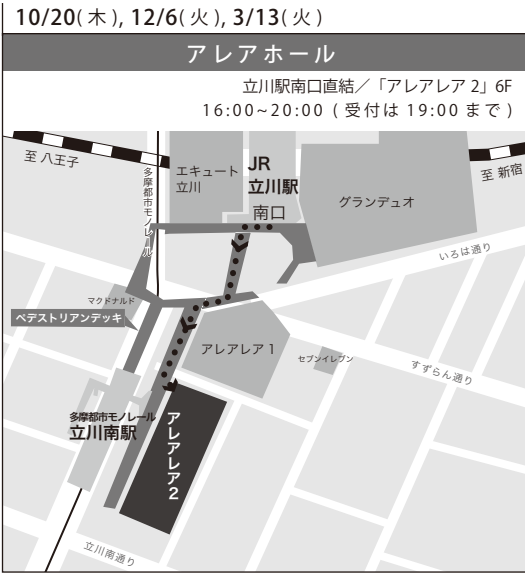 10/20(木), 12/6(火), 3/13(火)
アレアホール
立川駅南口直結／「アレアレア2」6F
16:00~20:00 (受付は 19:00 まで)
至 八王子
多摩都市モノレール
エキュート
立川
JR
立川駅
南口
グランデュオ
至 新宿
いろは通り
マクドナルド
ペデストリアンデッキ
アレアレア1
セブンイレブン
すずらん通り
多摩都市モノレール
立川南駅
アレアレア2
立川南通り